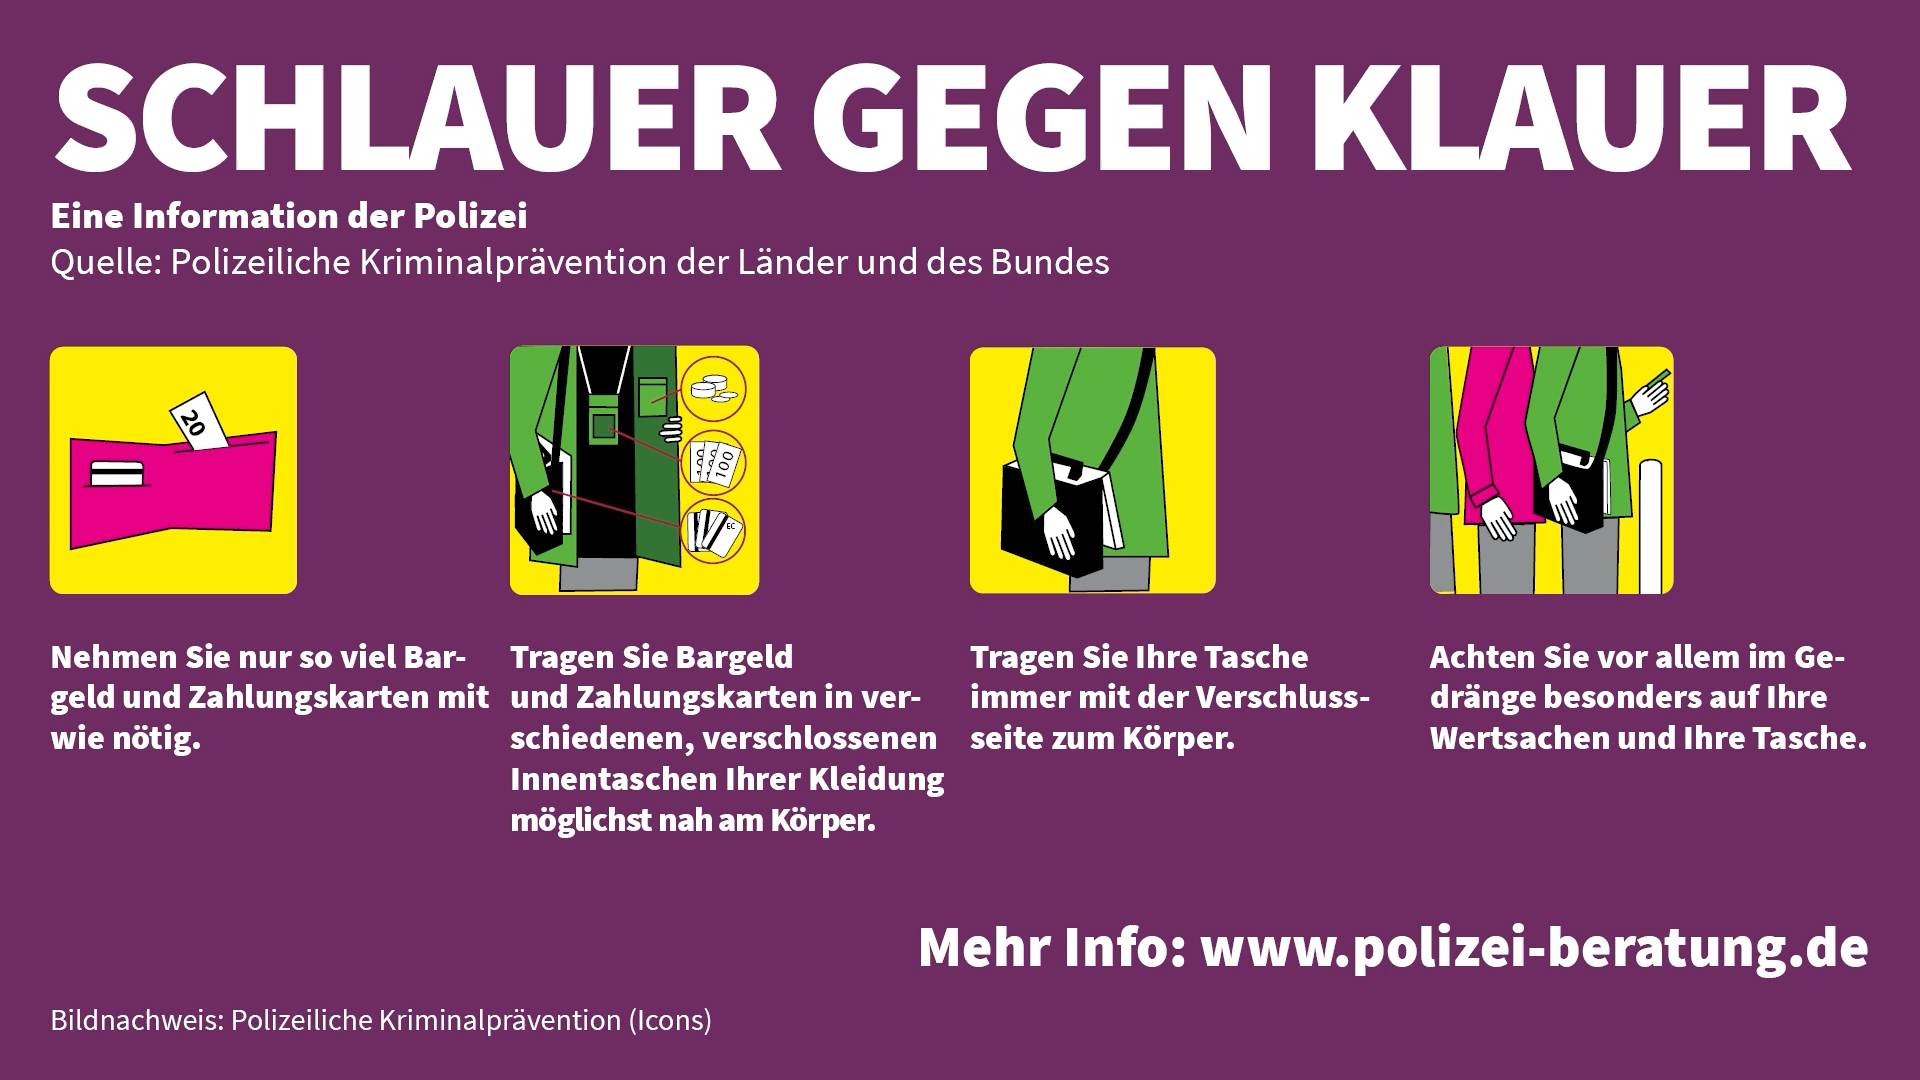 SCHLAUER GEGEN KLAUER
Eine Information der Polizei
Quelle: Polizeiliche Kriminalprävention der Länder und des Bundes
20
100
100
100
EC
Nehmen Sie nur so viel Bar-
geld und Zahlungskarten mit
wie nötig.
Tragen Sie Bargeld
und Zahlungskarten in ver-
schiedenen, verschlossenen
Innentaschen Ihrer Kleidung
möglichst nah am Körper.
Tragen Sie Ihre Tasche
immer mit der Verschluss-
seite zum Körper.
Achten Sie vor allem im Ge-
dränge besonders auf Ihre
Wertsachen und Ihre Tasche.
Mehr Info: www.polizei-beratung.de
Bildnachweis: Polizeiliche Kriminalprävention (Icons)